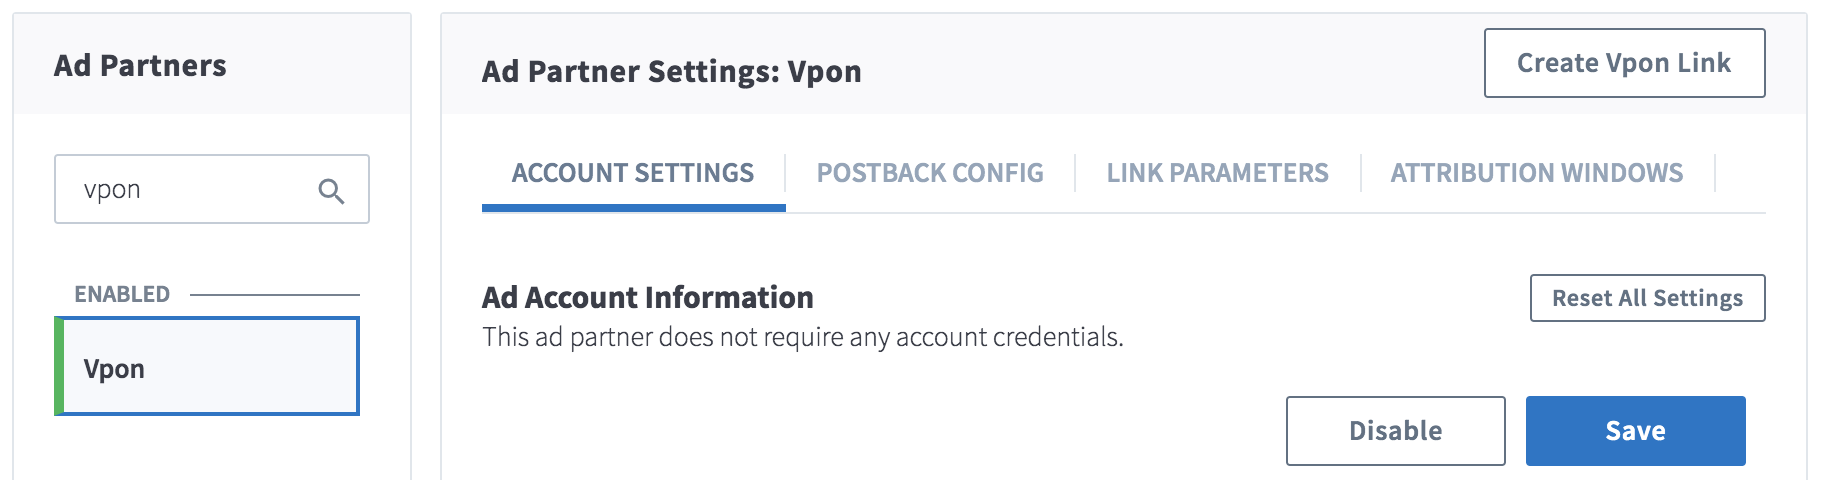 Ad Partners
vpon
ENABLED
Vpon
Ad Partner Settings: Vpon
Create Vpon Link
ACCOUNT SETTINGS
POSTBACK CONFIG
LINK PARAMETERS
ATTRIBUTION WINDOWS
Ad Account Information
Reset All Settings
This ad partner does not require any account credentials.
Disable
Save